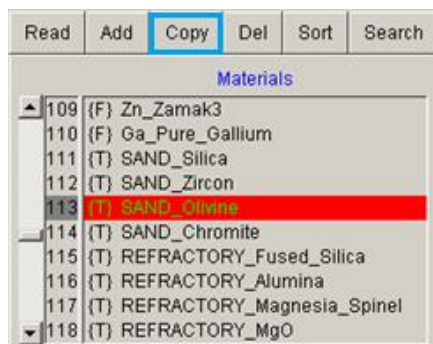 Read Add Copy Del Sort Search
Materials
109 {F} Zn_Zamak3
110 {F} Ga_Pure_Gallium
111 {T} SAND_Silica
112 {T} SAND_Zircon
113 {T} SAND_Olivine
114 {T} SAND_Chromite
115 {T} REFRACTORY_Fused_Silica
116 {T} REFRACTORY_Alumina
117 {T} REFRACTORY_Magnesia_Spinel
118 {T} REFRACTORY_MgO